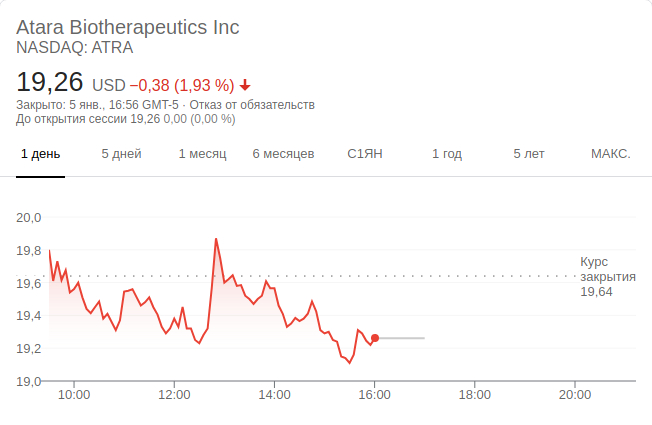 Atara Biotherapeutics Inc
NASDAQ: ATRA
19,26 USD −0,38 (1,93 %)
Закрыто: 5 янв., 16:56 GMT-5 · Отказ от обязательств
До открытия сессии 19,26 0,00 (0,00 %)
1 день 5 дней 1 месяц 6 месяцев С1ЯН 1 год 5 лет МАКС.
20,0
19,8
Курс
закрытия
19,64
19,6
19,4
19,2
19,0
10:00 12:00 14:00 16:00 18:00 20:00